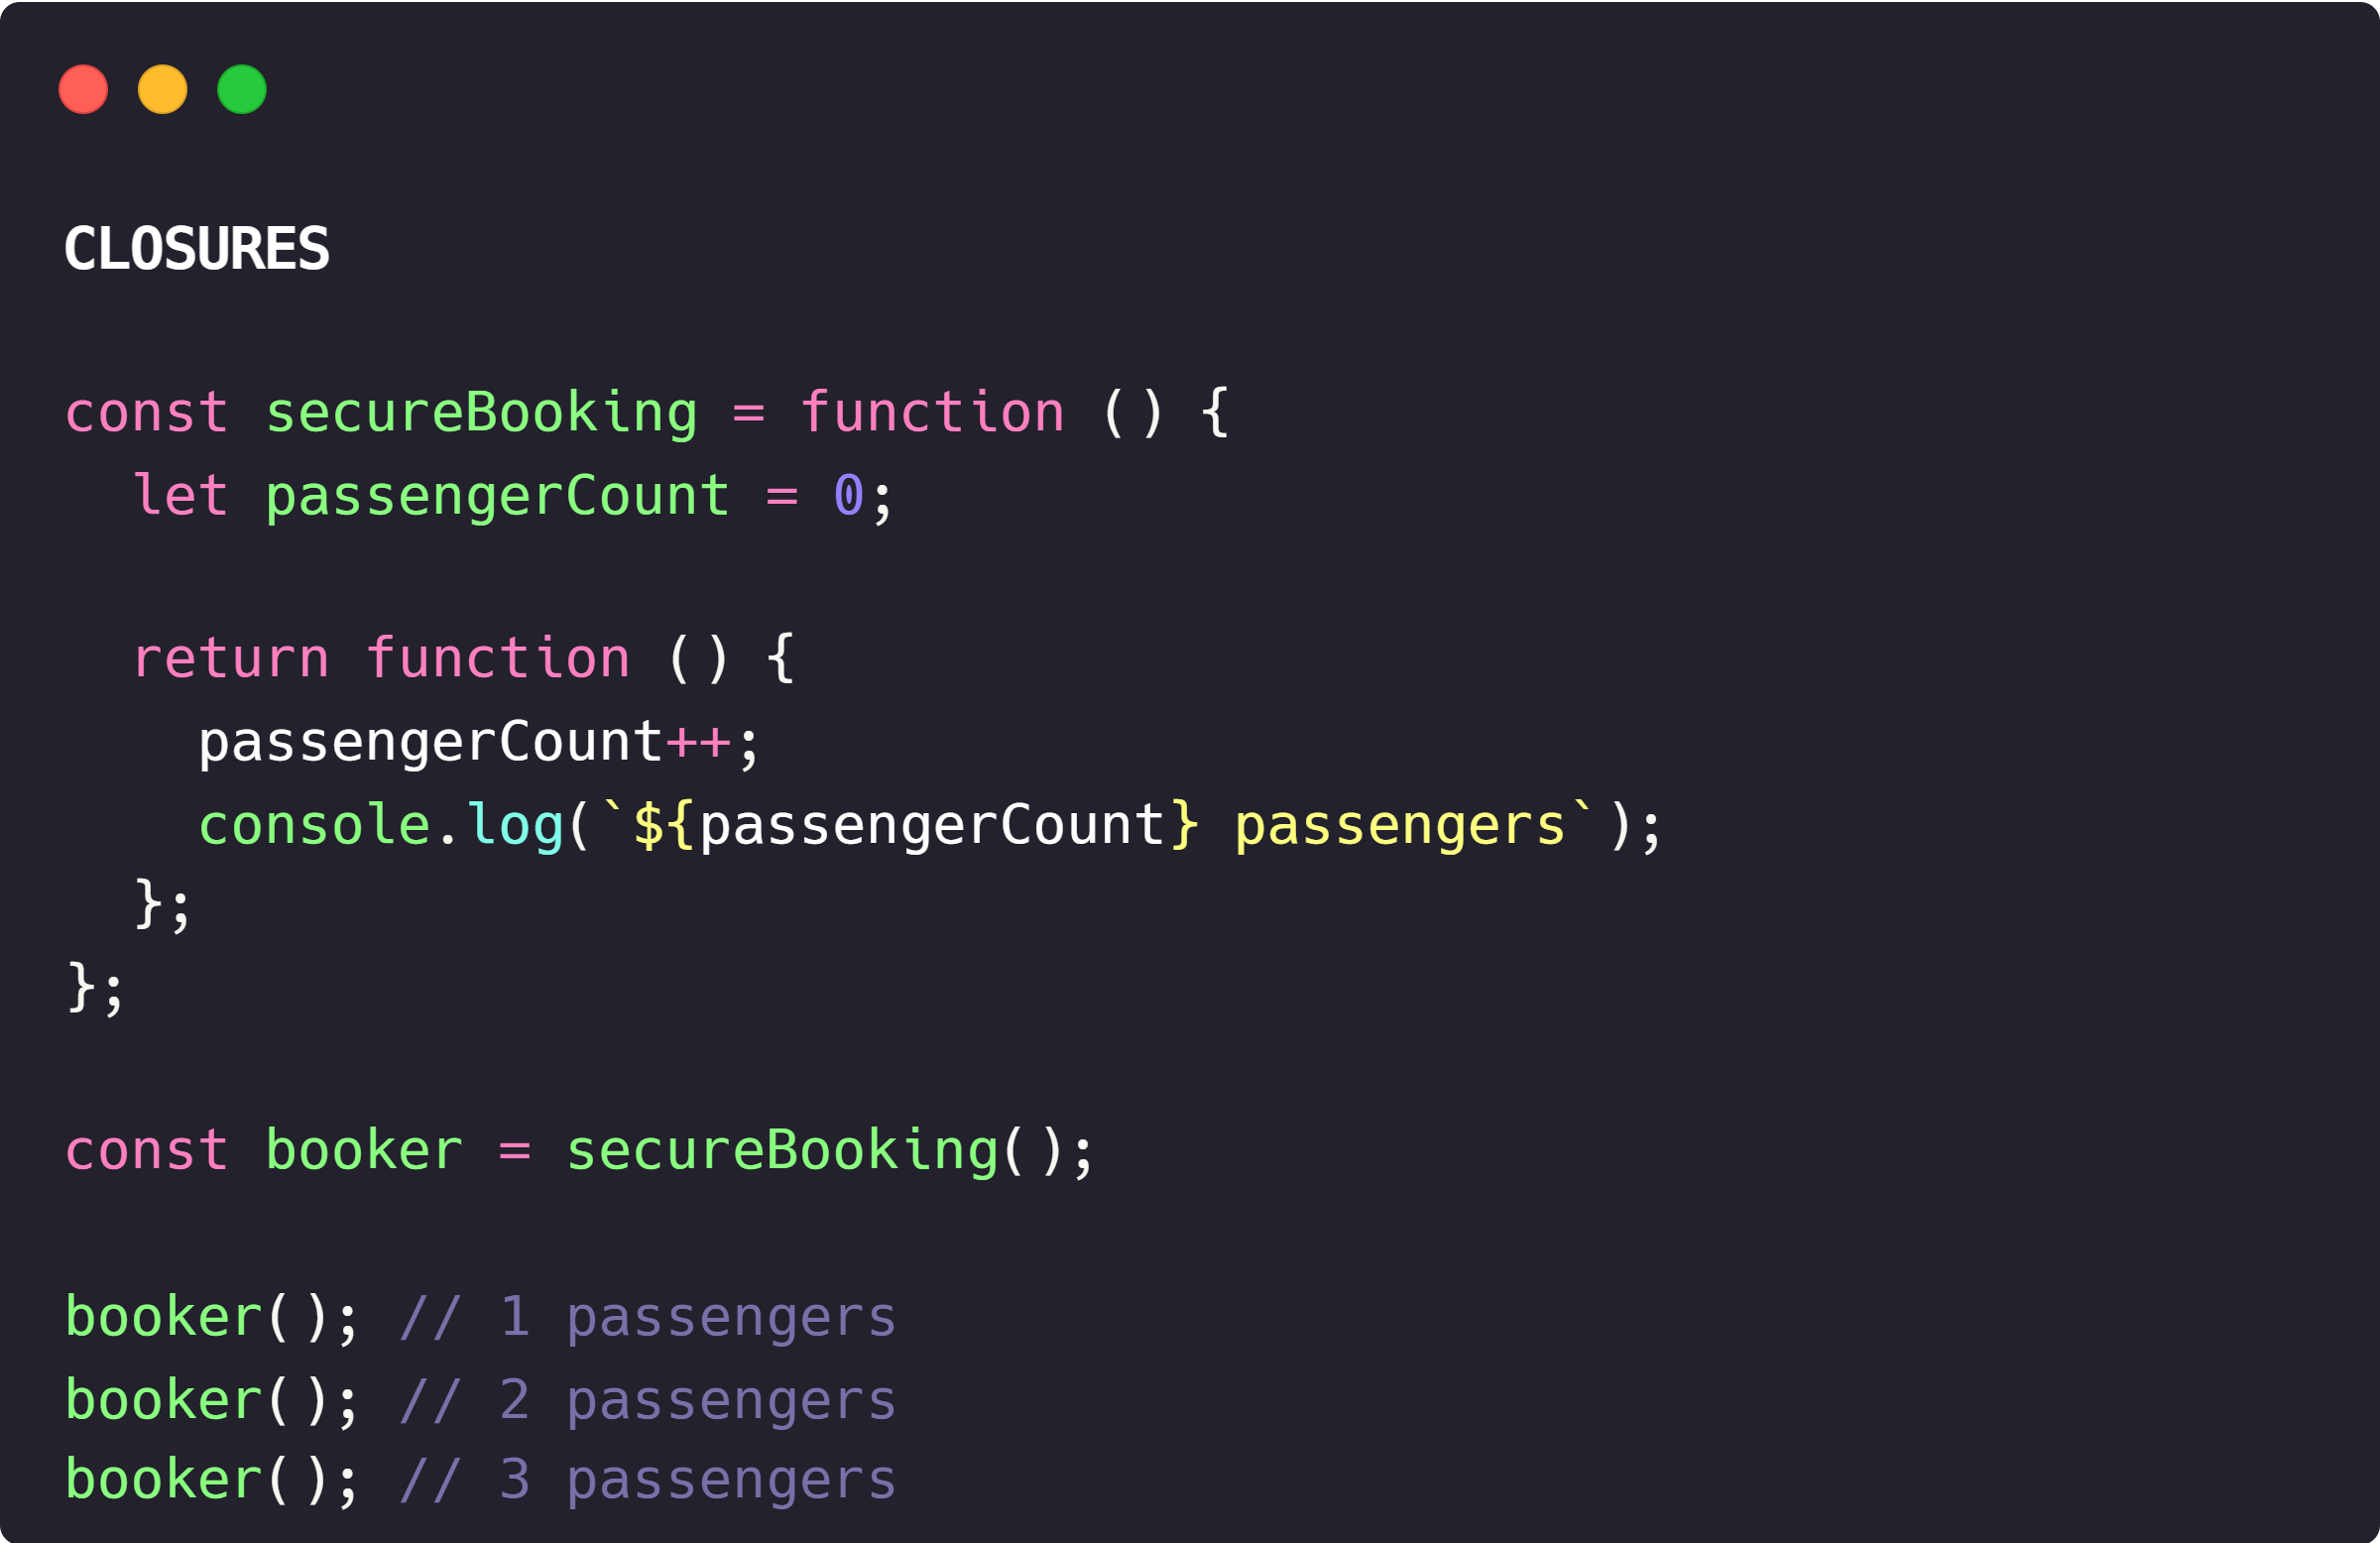 CLOSURES
const secureBooking = function () {
  let passengerCount = 0;
  return function () {
    passengerCount++;
    console.log(`${passengerCount} passengers`);
  };
};
const booker = secureBooking();
booker(); // 1 passengers
booker(); // 2 passengers
booker(); // 3 passengers